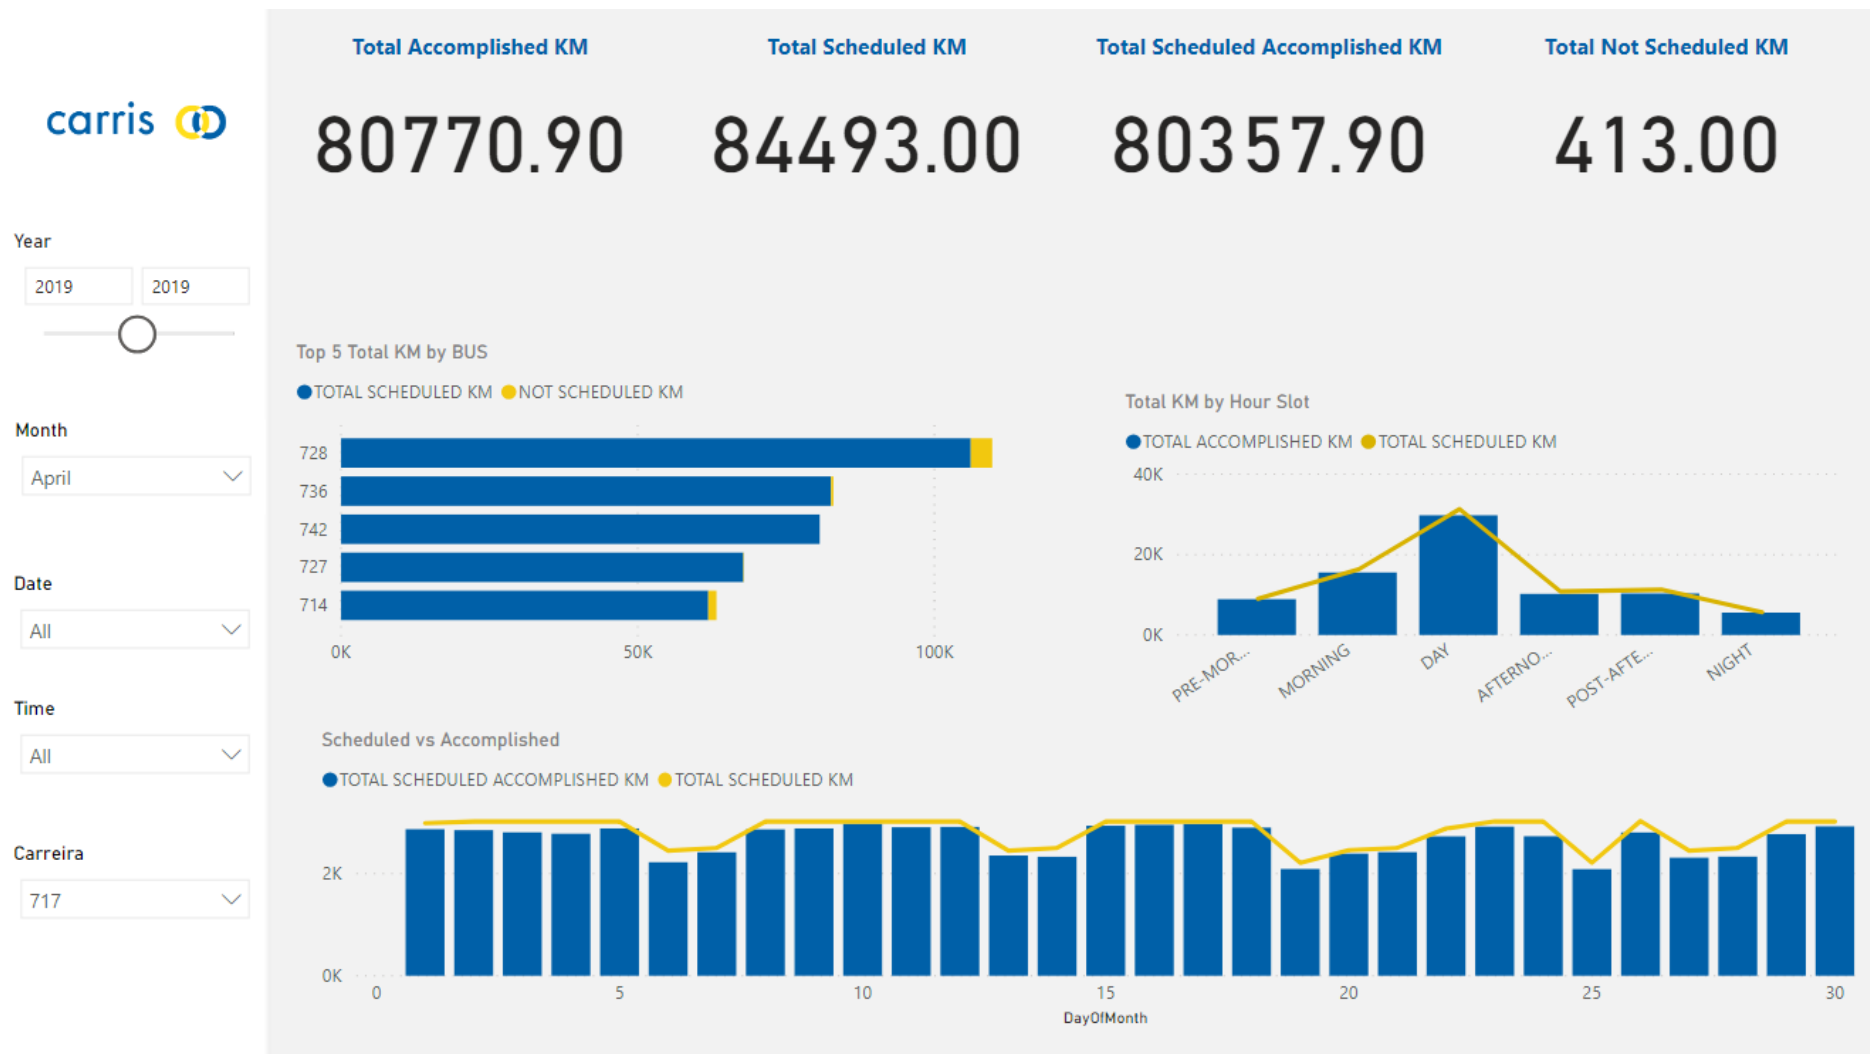 carris
Year
2019 2019
Month
April
Date
All
Time
All
Carreira
717
Total Accomplished KM
80770.90
Total Scheduled KM
84493.00
Total Scheduled Accomplished KM
80357.90
Total Not Scheduled KM
413.00
Top 5 Total KM by BUS
TOTAL SCHEDULED KM NOT SCHEDULED KM
728
736
742
727
714
0K 50K 100K
Total KM by Hour Slot
TOTAL ACCOMPLISHED KM TOTAL SCHEDULED KM
40K
20K
0K
PRE-MOR... MORNING DAY AFTERNO... POST-AFTE... NIGHT
Scheduled vs Accomplished
TOTAL SCHEDULED ACCOMPLISHED KM TOTAL SCHEDULED KM
2K
0K
0 5 10 15 20 25 30
DayOfMonth